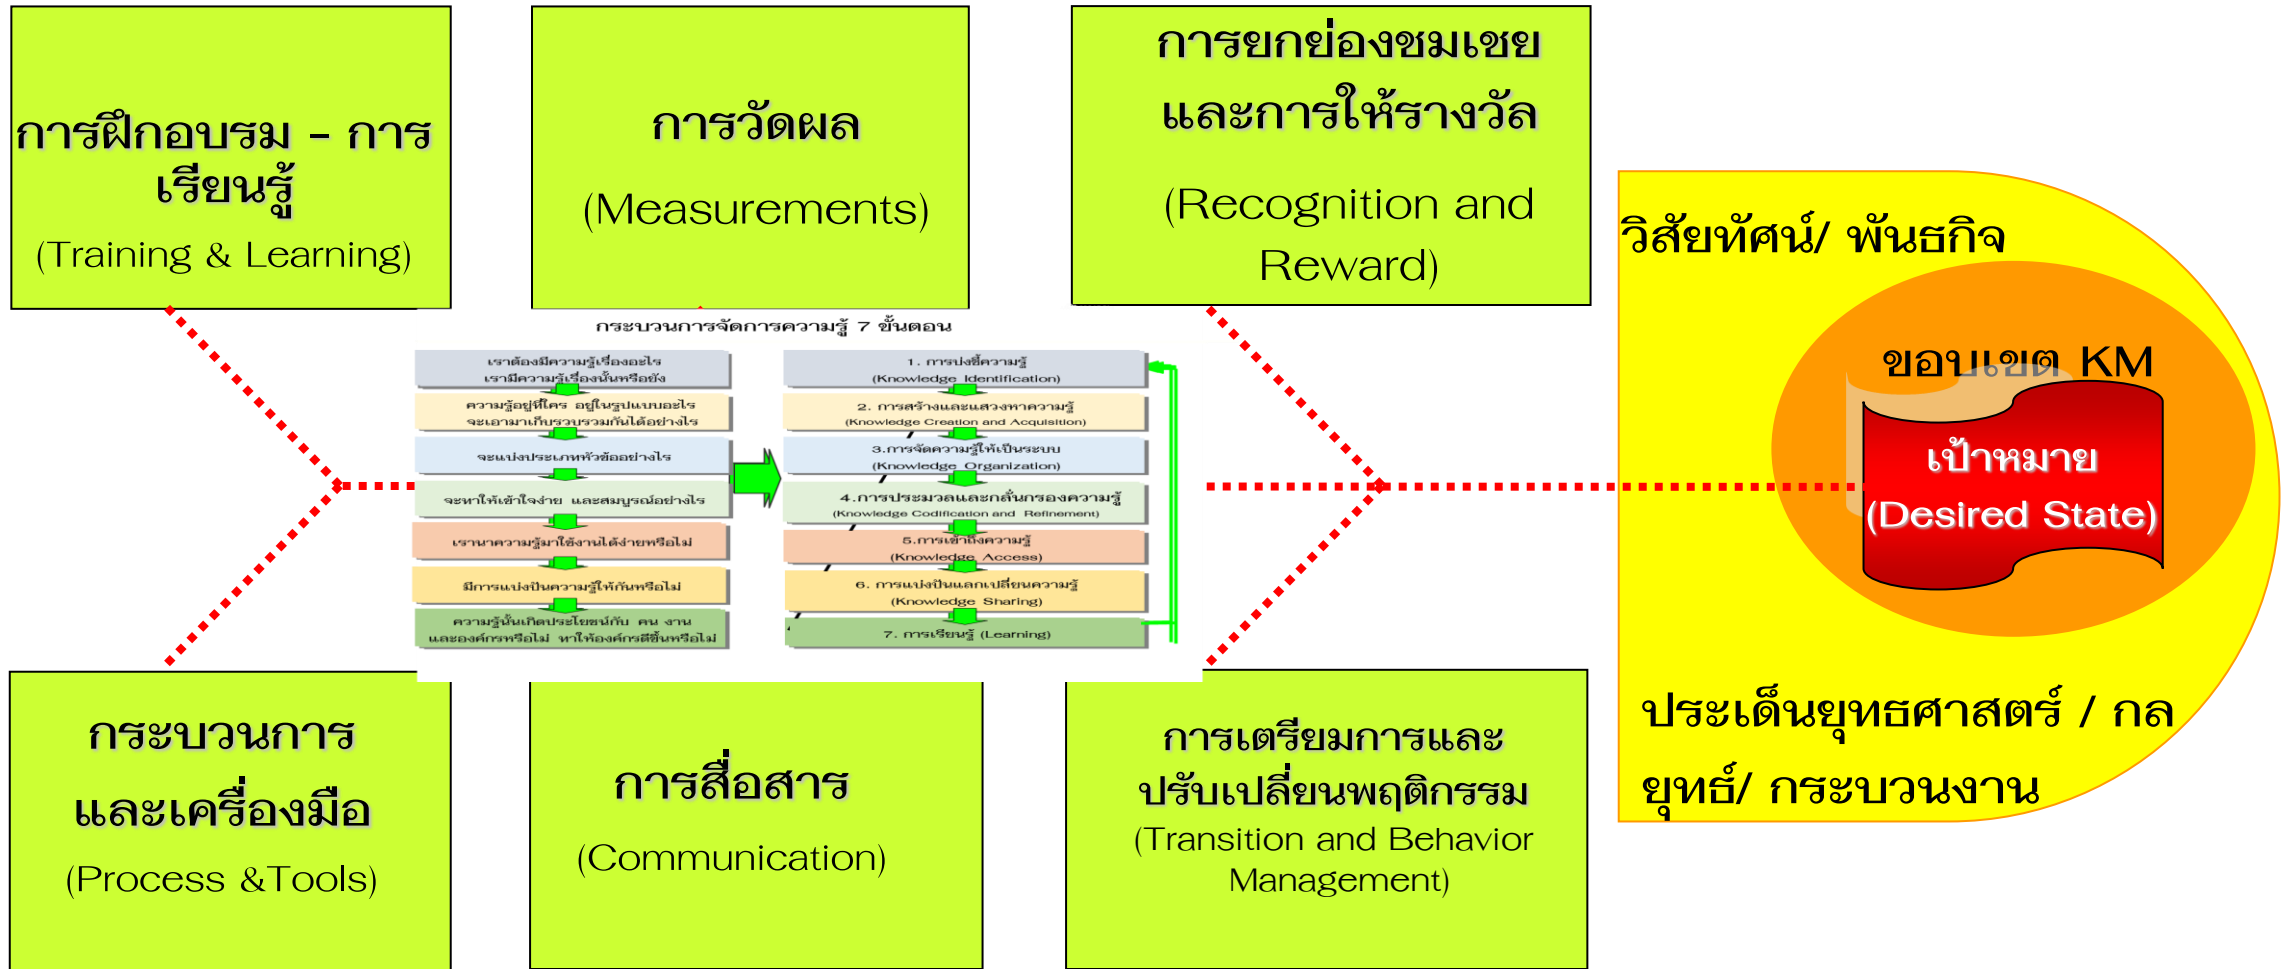 การฝึกอบรม - การ
เรียนรู้
(Training & Learning)
การวัดผล
(Measurements)
การยกย่องชมเชย
และการให้รางวัล
(Recognition and
Reward)
กระบวนการจัดการความรู้ 7 ขั้นตอน
เราต้องมีความรู้เรื่องอะไร
เรามีความรู้เรื่องนั้นหรือยัง
ความรู้อยู่ที่ใคร อยู่ในรูปแบบอะไร
จะเอามาเก็บรวบรวมกันได้อย่างไร
จะแบ่งประเภทหัวข้ออย่างไร
จะทำให้เข้าใจง่าย และสมบูรณ์อย่างไร
เรานำความรู้มาใช้งานได้ง่ายหรือไม่
มีการแบ่งปันความรู้ให้กันหรือไม่
ความรู้นั้นเกิดประโยชน์กับ คน งาน
และองค์กรหรือไม่ ทำให้องค์กรดีขึ้นหรือไม่
1. การบ่งชี้ความรู้
(Knowledge Identification)
2. การสร้างและแสวงหาความรู้
(Knowledge Creation and Acquisition)
3.การจัดความรู้ให้เป็นระบบ
(Knowledge Organization)
4.การประมวลและกลั่นกรองความรู้
(Knowledge Codification and Refinement)
5.การเข้าถึงความรู้
(Knowledge Access)
6. การแบ่งปันแลกเปลี่ยนความรู้
(Knowledge Sharing)
7. การเรียนรู้ (Learning)
วิสัยทัศน์/ พันธกิจ
ขอบเขต KM
เป้าหมาย
(Desired State)
ประเด็นยุทธศาสตร์ / กล
ยุทธ์/ กระบวนงาน
กระบวนการ
และเครื่องมือ
(Process &Tools)
การสื่อสาร
(Communication)
การเตรียมการและ
ปรับเปลี่ยนพฤติกรรม
(Transition and Behavior
Management)